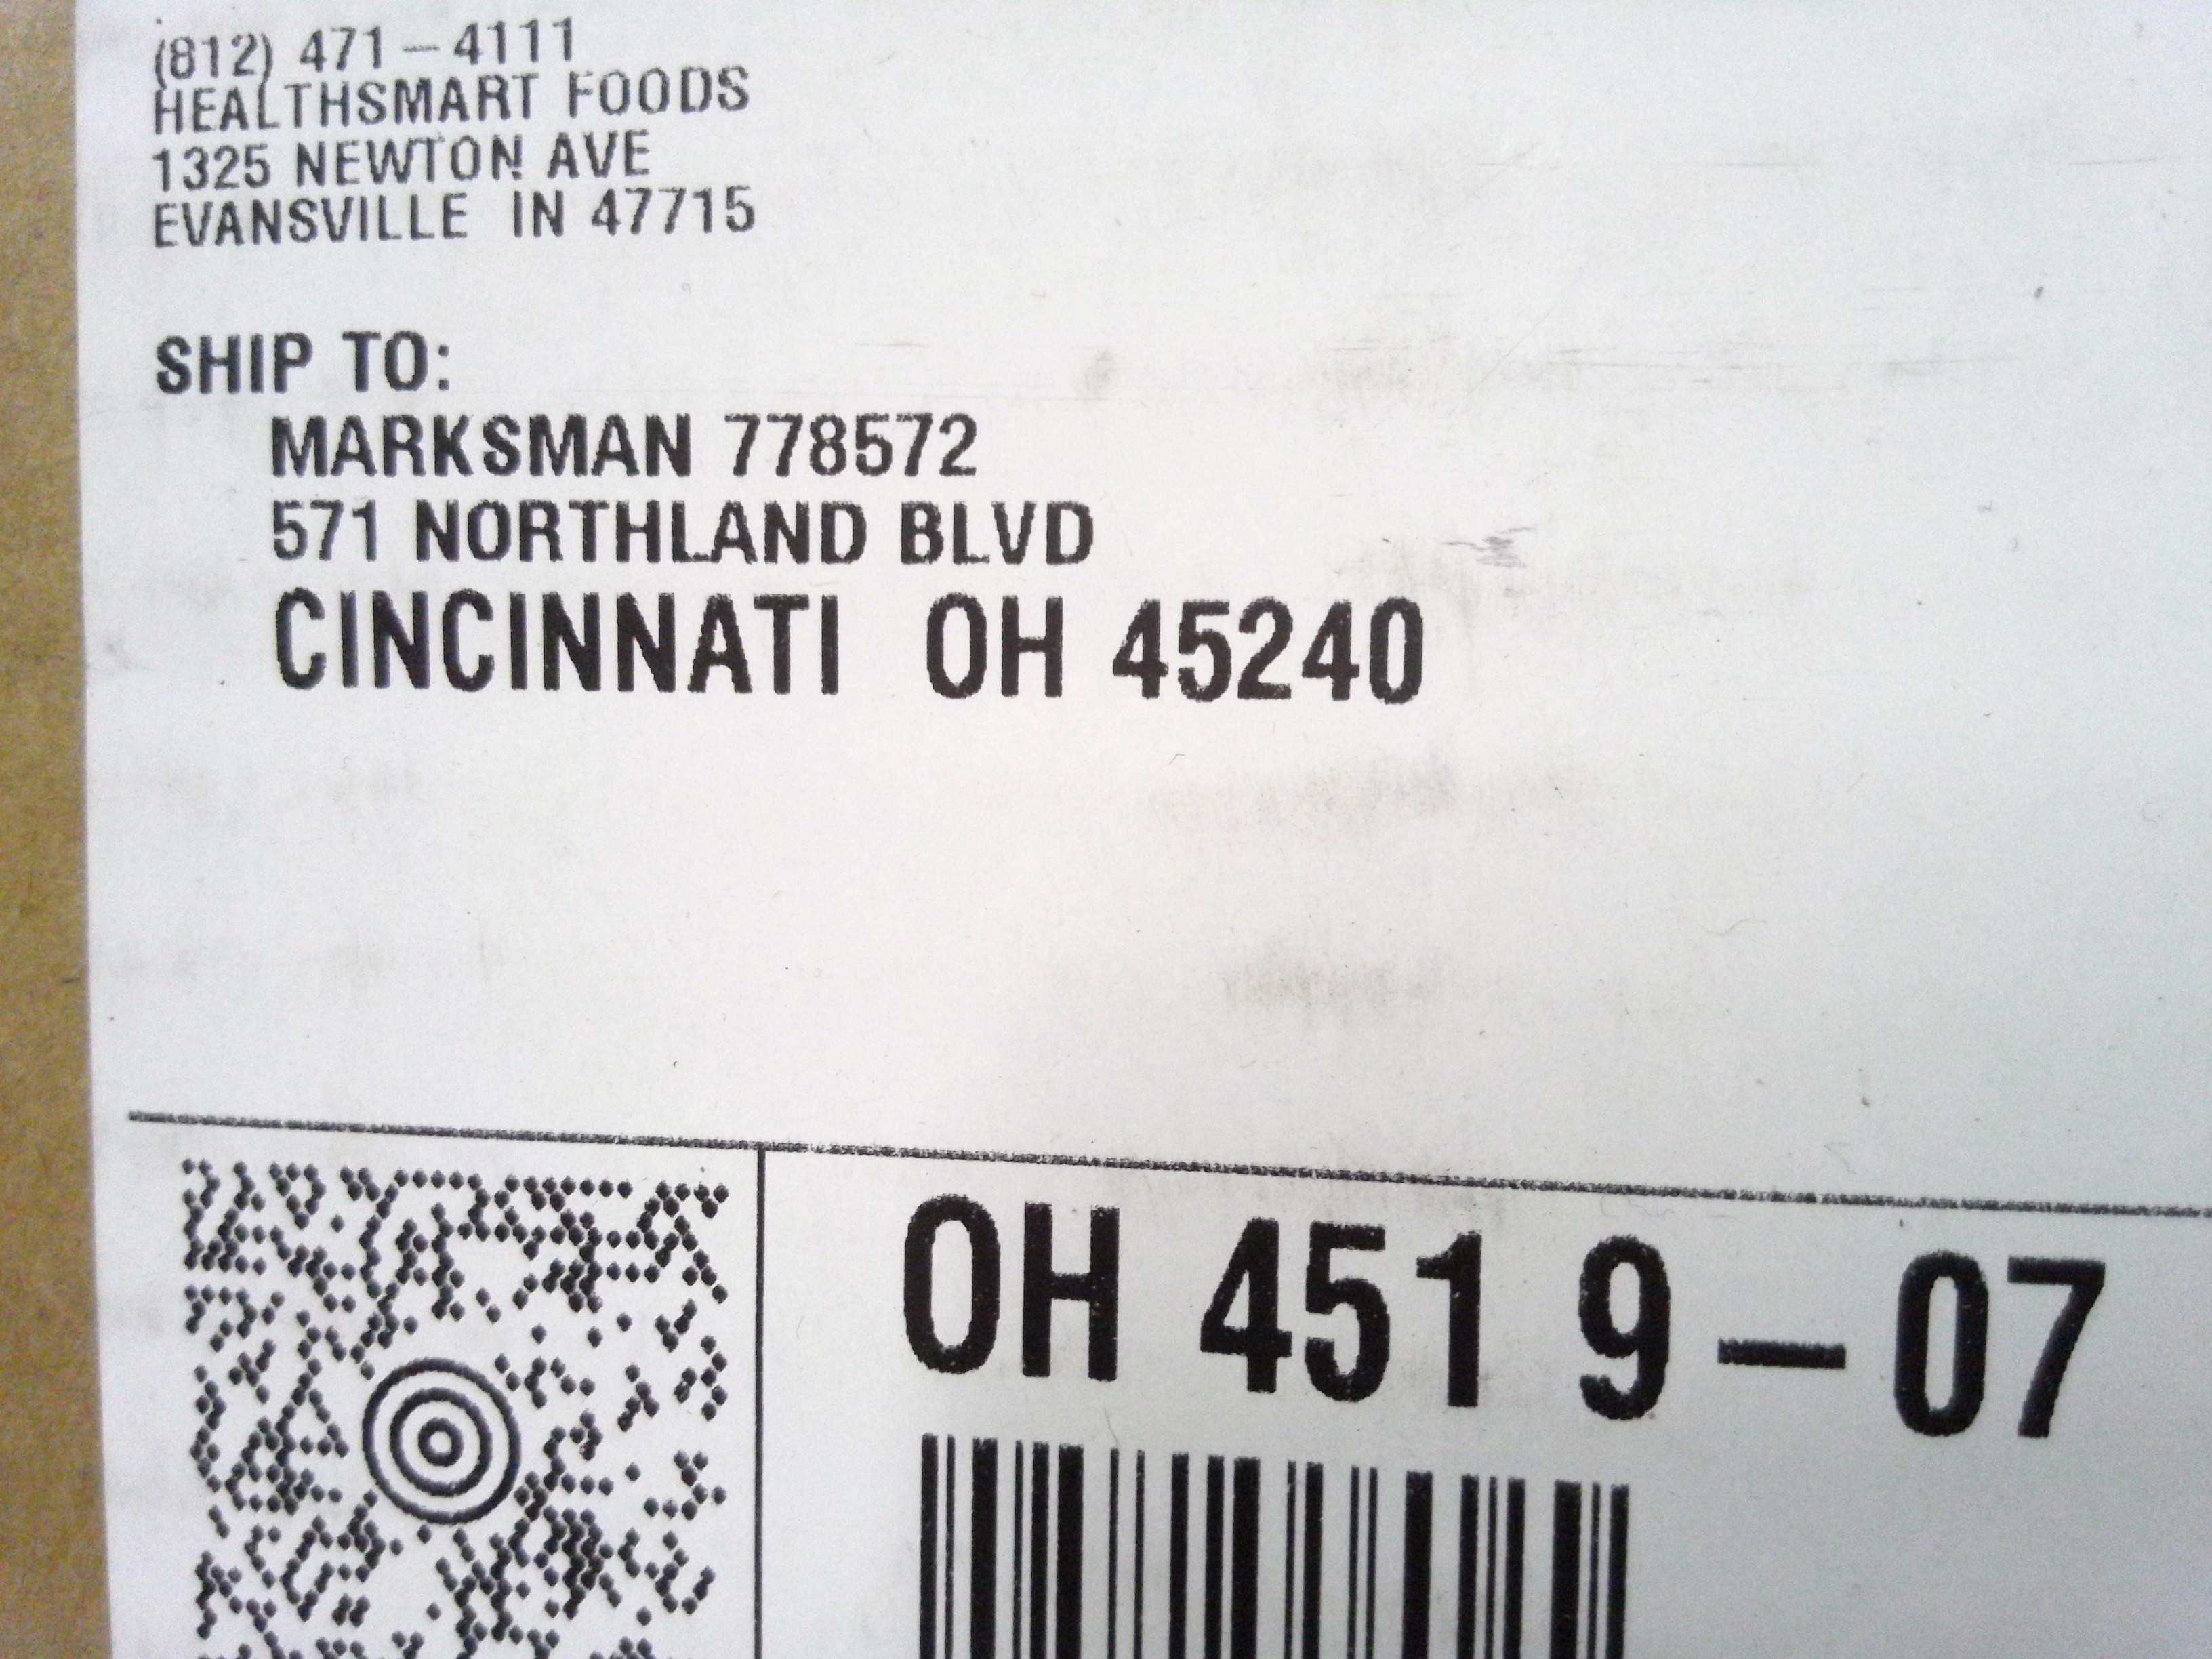 (812) 471-4111
HEALTHSMART FOODS
1325 NEWTON AVE
EVANSVILLE IN 47715
SHIP TO:
MARKSMAN 778572
571 NORTHLAND BLVD
CINCINNATI OH 45240
OH 451 9-07